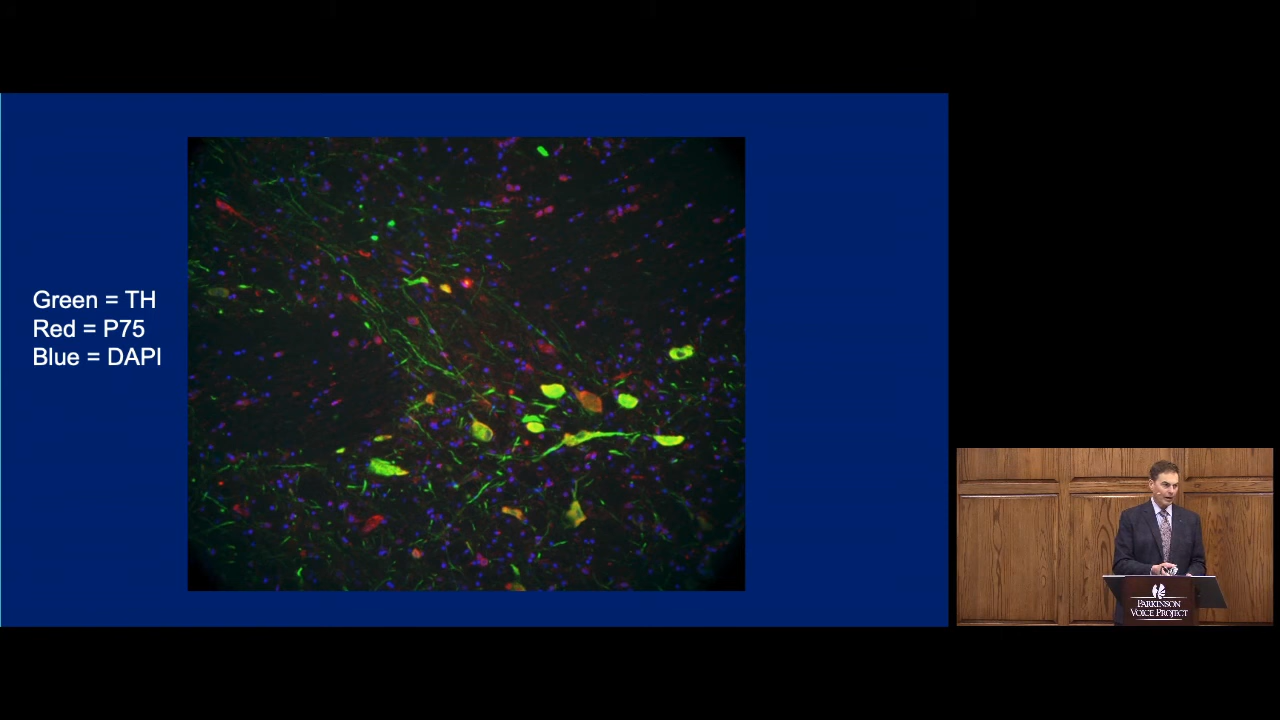 Green = TH
Red = P75
Blue = DAPI
PARKINSON
VOICE PROJECT